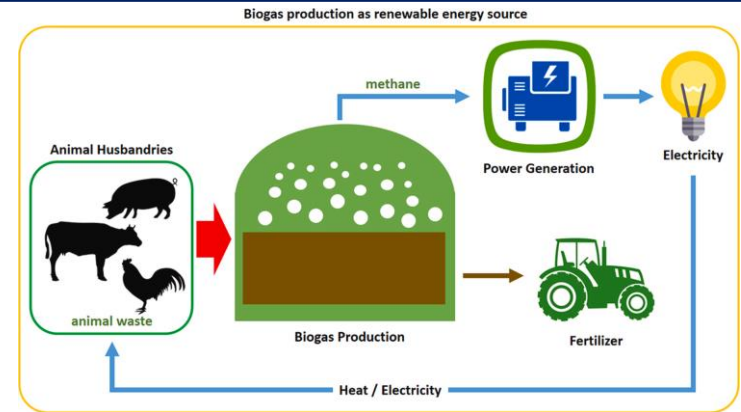 Biogas production as renewable energy source
methane
Animal Husbandries
Power Generation
Electricity
animal waste
Biogas Production
Fertilizer
Heat / Electricity